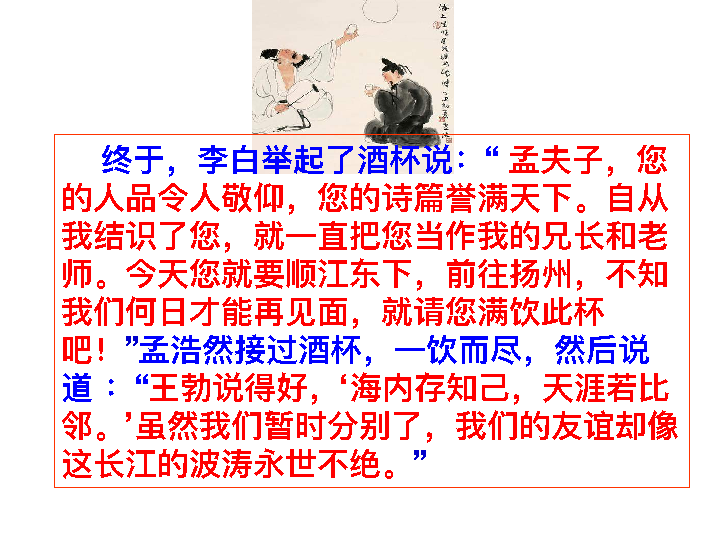 终于，李白举起了酒杯说：“ 孟夫子，您
的人品令人敬仰，您的诗篇誉满天下。自从
我结识了您，就一直把您当作我的兄长和老
师。今天您就要顺江东下，前往扬州，不知
我们何日才能再见面，就请您满饮此杯
吧！”孟浩然接过酒杯，一饮而尽，然后说
道 ：“王勃说得好，‘海内存知己，天涯若比
邻。’虽然我们暂时分别了，我们的友谊却像
这长江的波涛永世不绝。”